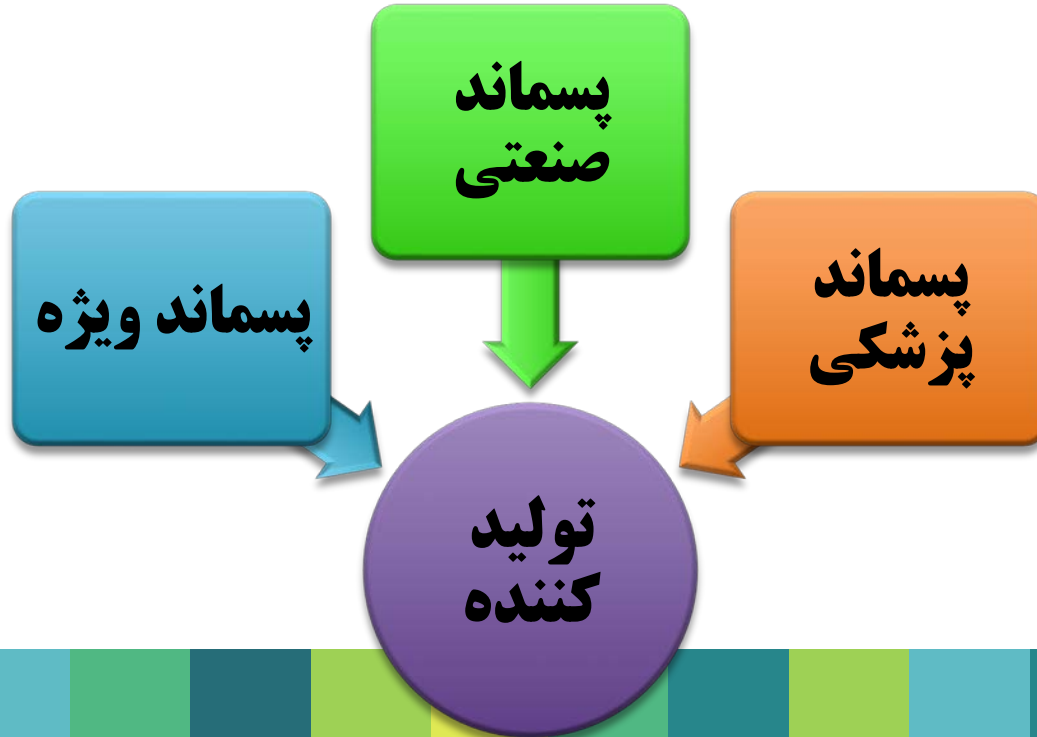 پسماند
صنعتی
پسماند
پزشکی
پسماند ویژه
تولید
کننده